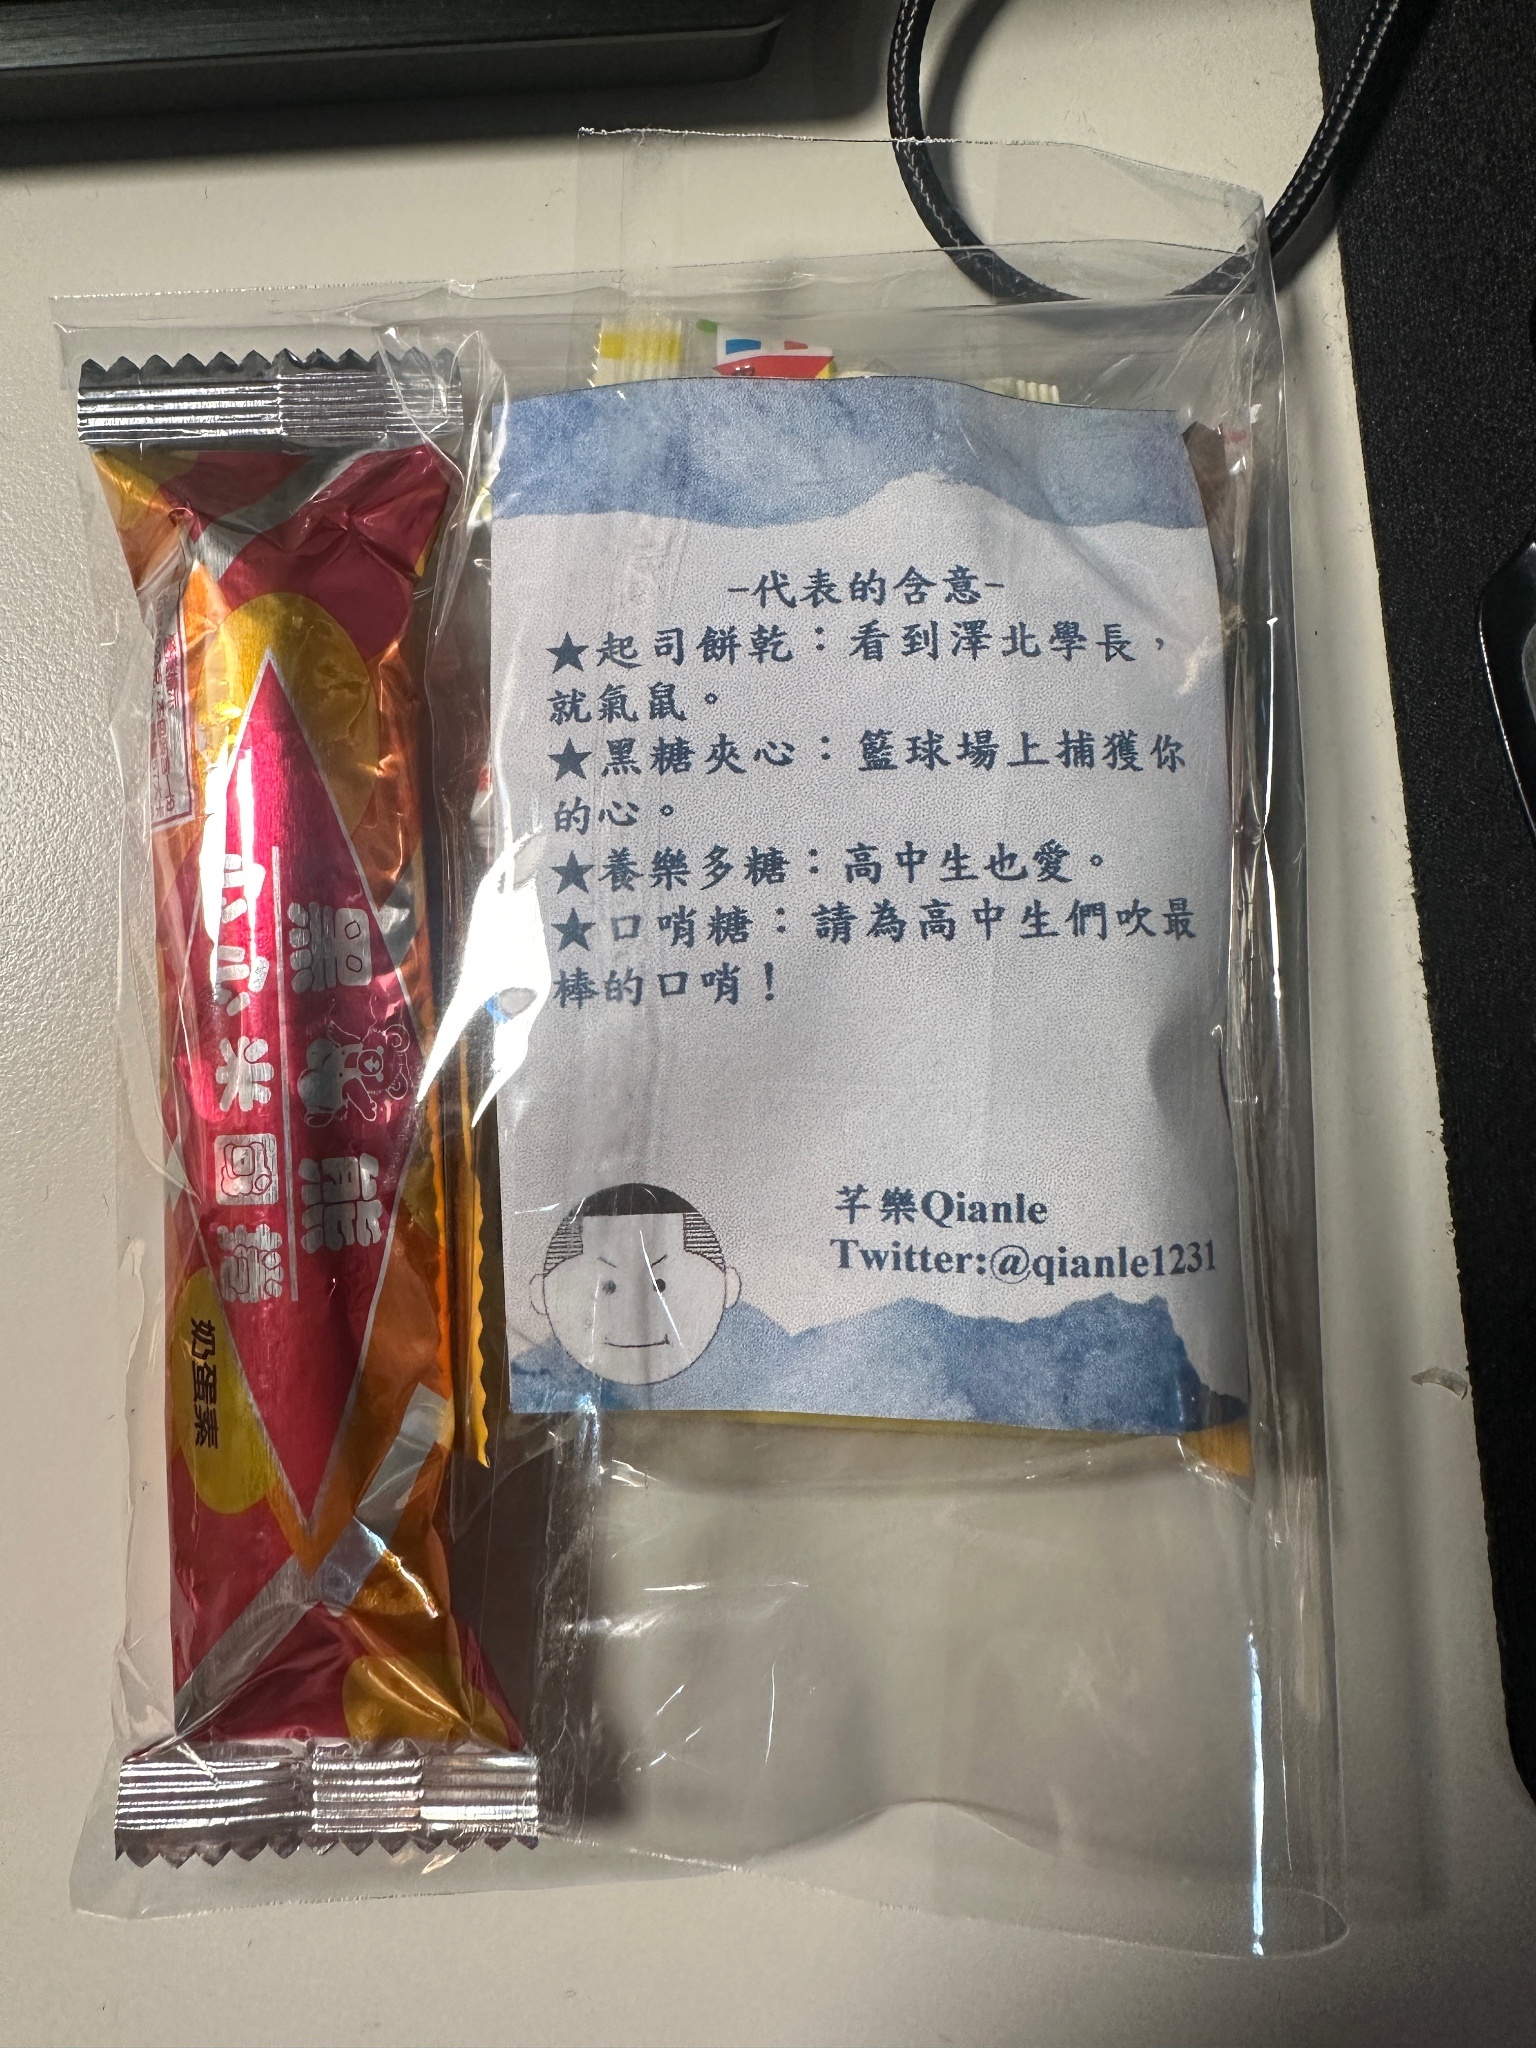 -代表的含意-
★起司餅乾：看到澤北學長，
就氣鼠。
★黑糖夾心：籃球場上捕獲你
的心。
★養樂多糖：高中生也愛。
★口哨糖：請為高中生們吹最
棒的口哨！
芊樂Qianle
Twitter:@qianle1231
黑熊
米國棒
奶蛋素